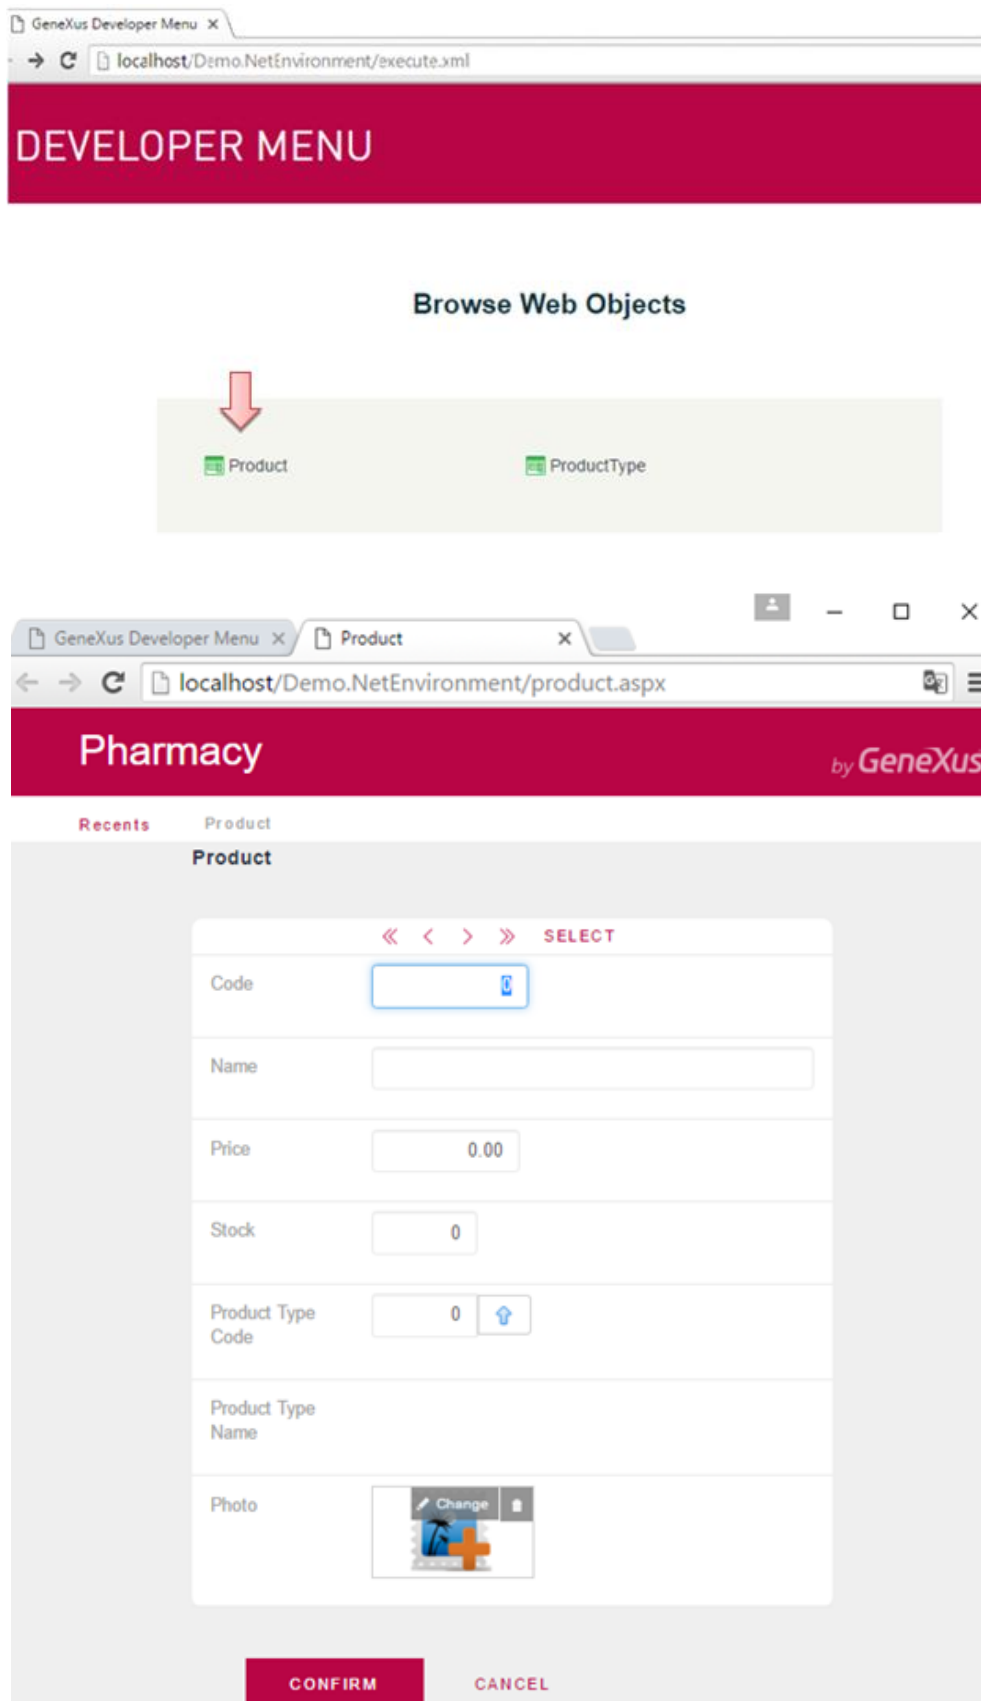 GeneXus Developer Menu
localhost/Demo.NetEnvironment/execute.xml
DEVELOPER MENU
Browse Web Objects
Product ProductType
GeneXus Developer Menu Product
localhost/Demo.NetEnvironment/product.aspx
Pharmacy by GeneXus
Recents Product
Product
SELECT
Code 0
Name
Price 0.00
Stock 0
Product Type
Code 0
Product Type
Name
Photo Change
CONFIRM CANCEL